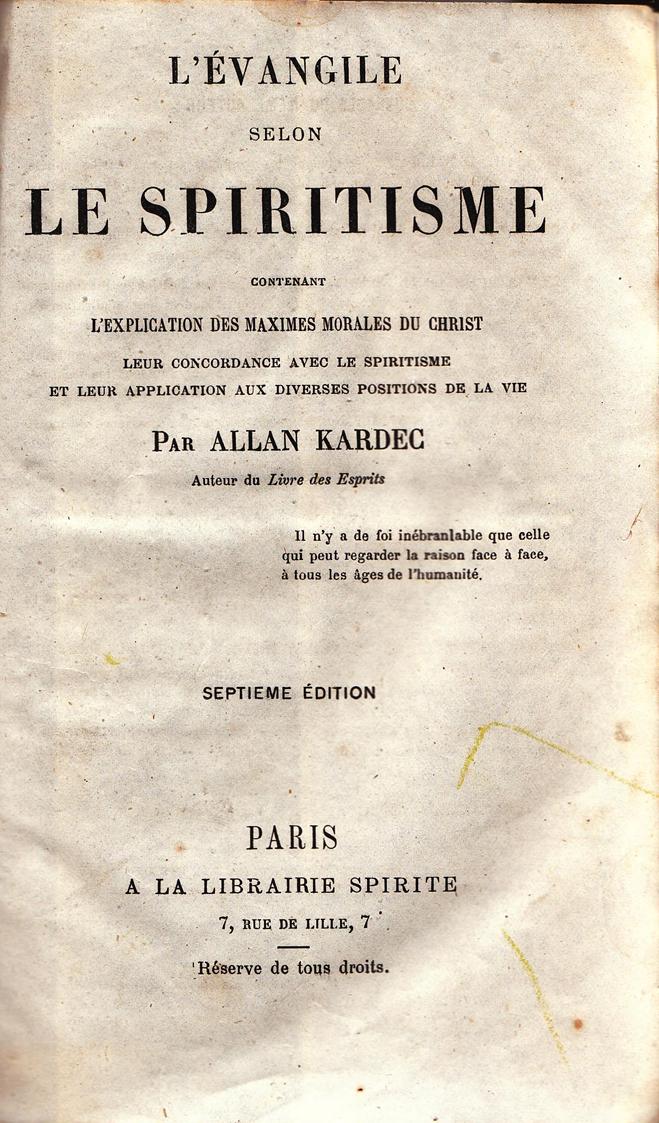 L'ÉVANGILE
SELON
LE SPIRITISME
CONTENANT
L'EXPLICATION DES MAXIMES MORALES DU CHRIST
LEUR CONCORDANCE AVEC LE SPIRITISME
ET LEUR APPLICATION AUX DIVERSES POSITIONS DE LA VIE
PAR ALLAN KARDEC
Auteur du Livre des Esprits
Il n'y a de foi inébranlable que celle
qui peut regarder la raison face à face,
à tous les âges de l'humanité.
SEPTIEME ÉDITION
PARIS
A LA LIBRAIRIE SPIRITE
7, RUE DE LILLE, 7
Réserve de tous droits.